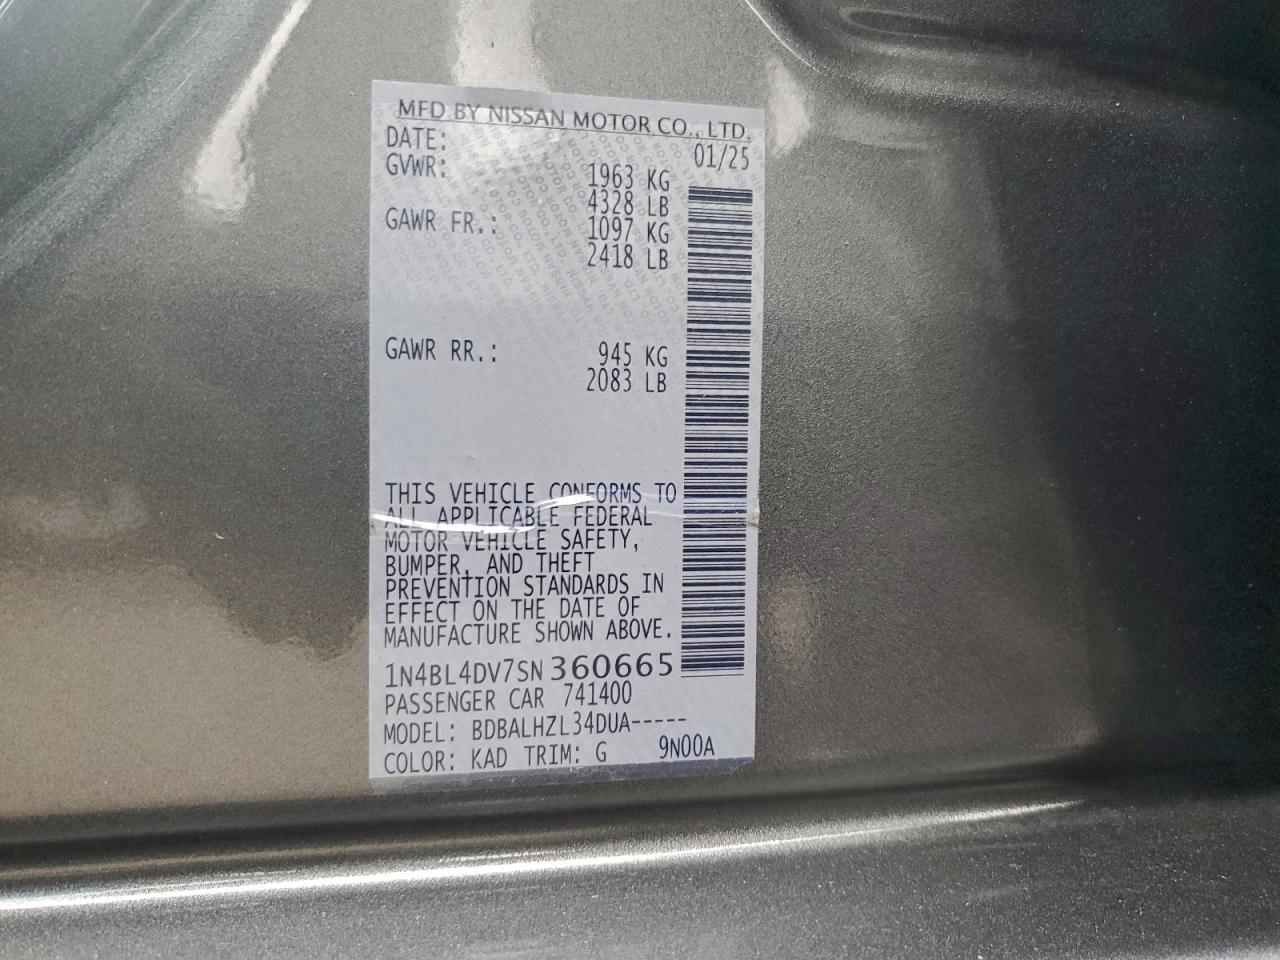 MFD BY NISSAN MOTOR CO., LTD.
DATE: 01/25
GVWR: 1963 KG
4328 LB
GAWR FR.: 1097 KG
2418 LB
GAWR RR.: 945 KG
2083 LB
THIS VEHICLE CONFORMS TO
ALL APPLICABLE FEDERAL
MOTOR VEHICLE SAFETY,
BUMPER, AND THEFT
PREVENTION STANDARDS IN
EFFECT ON THE DATE OF
MANUFACTURE SHOWN ABOVE.
1N4BL4DV7SN360665
PASSENGER CAR 741400
MODEL: BDBALHZL34DUA-----
COLOR: KAD TRIM: G 9N00A